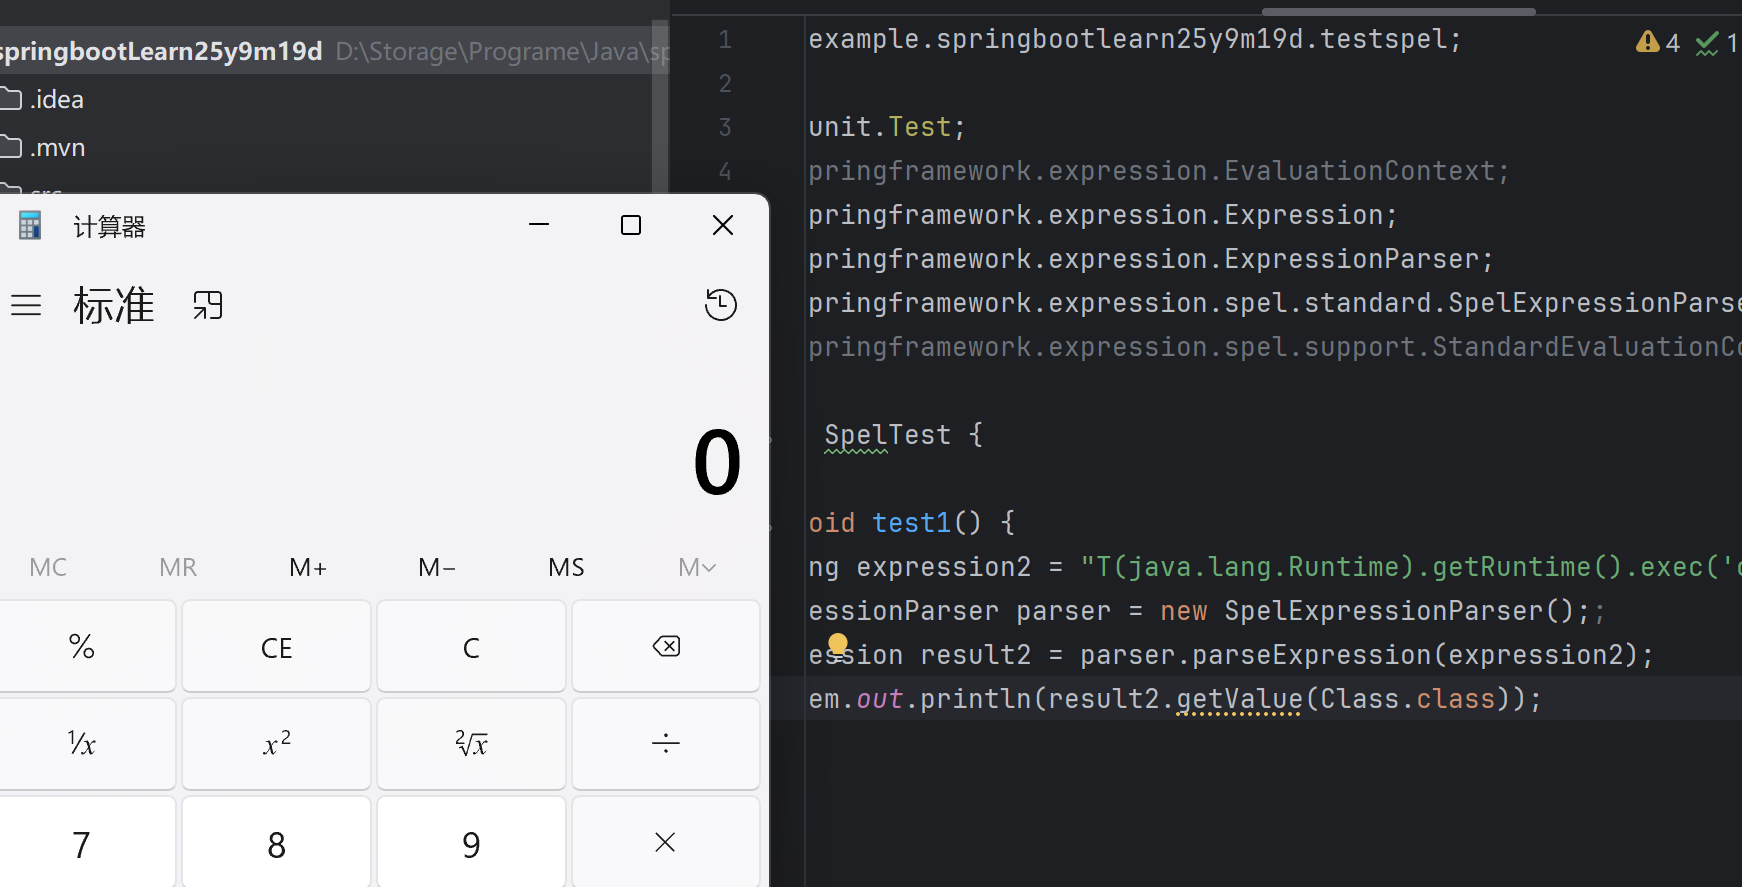 springbootLearn25y9m19d D:\Storage\Programe\Java\sp
.idea
.mvn
src
计算器
标准
0
MC MR M+ M− MS M
% CE C
¹⁄x x² ²√x ÷
7 8 9 ×
4 1
1 example.springbootlearn25y9m19d.testspel;
2
3 unit.Test;
4 pringframework.expression.EvaluationContext;
pringframework.expression.Expression;
pringframework.expression.ExpressionParser;
pringframework.expression.spel.standard.SpelExpressionParse
pringframework.expression.spel.support.StandardEvaluationCo
SpelTest {
oid test1() {
ng expression2 = "T(java.lang.Runtime).getRuntime().exec('c
essionParser parser = new SpelExpressionParser();;
ession result2 = parser.parseExpression(expression2);
em.out.println(result2.getValue(Class.class));